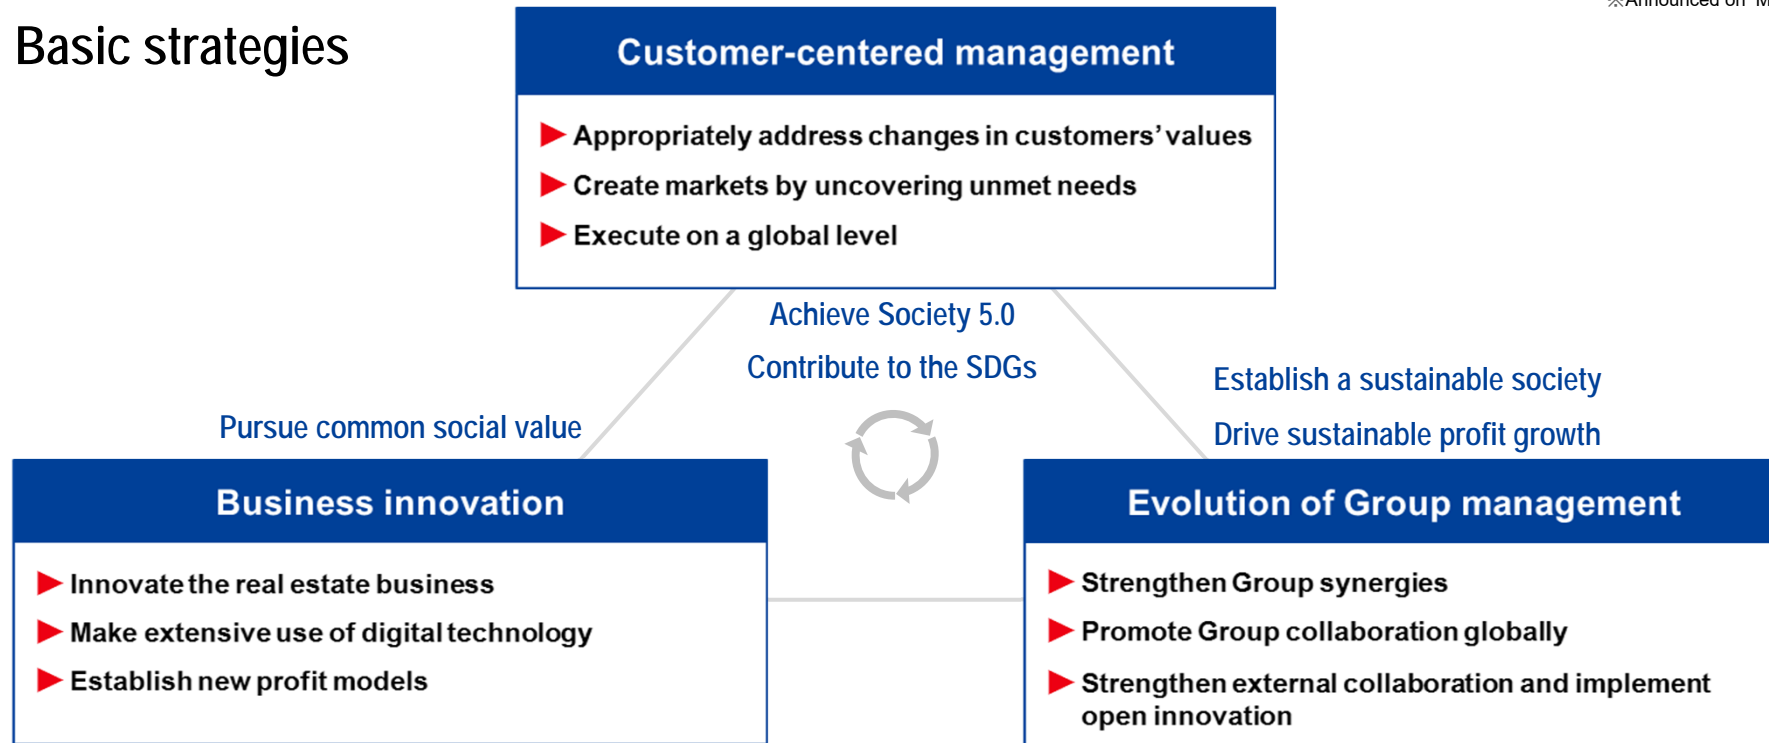 ※Announced on
Basic strategies
Customer-centered management
Appropriately address changes in customers' values
Create markets by uncovering unmet needs
Execute on a global level
Achieve Society 5.0
Contribute to the SDGs
Establish a sustainable society
Drive sustainable profit growth
Pursue common social value
Business innovation
Innovate the real estate business
Make extensive use of digital technology
Establish new profit models
Evolution of Group management
Strengthen Group synergies
Promote Group collaboration globally
Strengthen external collaboration and implement
open innovation